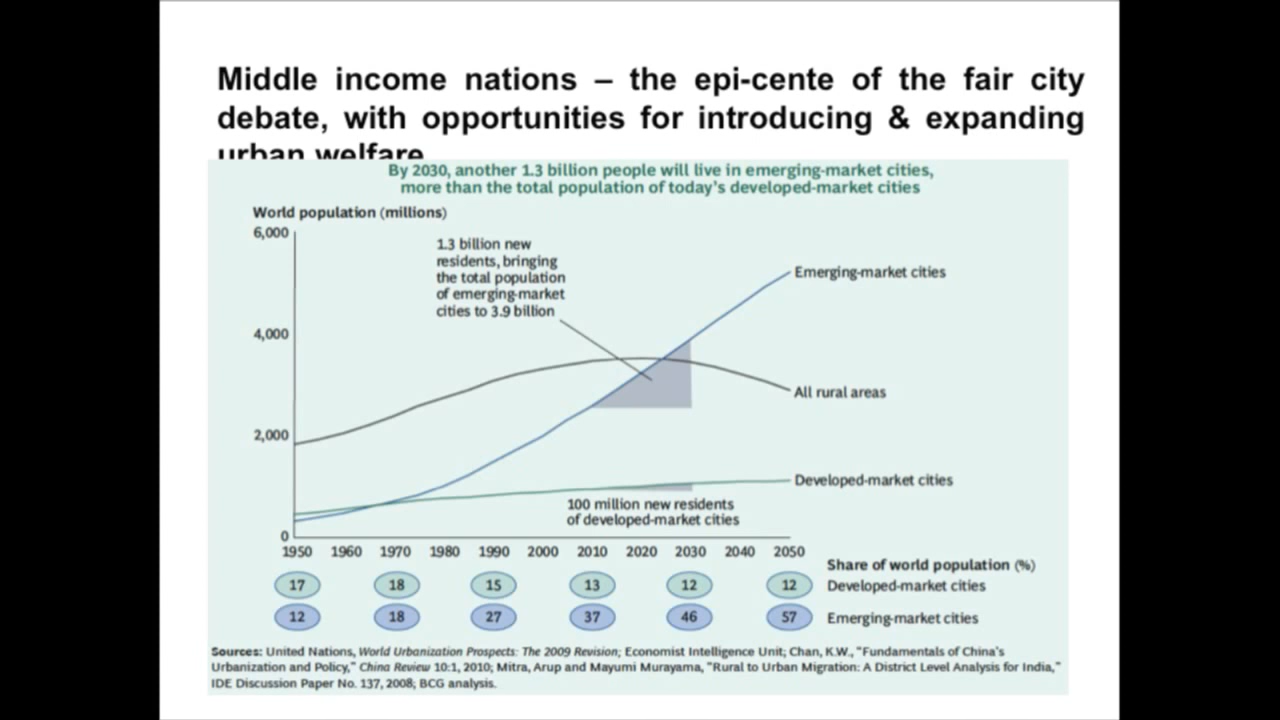 Middle income nations – the epi-cente of the fair city
debate, with opportunities for introducing & expanding
urban welfare
By 2030, another 1.3 billion people will live in emerging-market cities,
more than the total population of today's developed-market cities
World population (millions)
6,000
1.3 billion new
residents, bringing
the total population
of emerging-market
cities to 3.9 billion
Emerging-market cities
4,000
All rural areas
2,000
Developed-market cities
100 million new residents
of developed-market cities
0
1950 1960 1970 1980 1990 2000 2010 2020 2030 2040 2050
Share of world population (%)
17 18 15 13 12 12 Developed-market cities
12 18 27 37 46 57 Emerging-market cities
Sources: United Nations, World Urbanization Prospects: The 2009 Revision; Economist Intelligence Unit; Chan, K.W., "Fundamentals of China's
Urbanization and Policy," China Review 10:1, 2010; Mitra, Arup and Mayumi Murayama, "Rural to Urban Migration: A District Level Analysis for India,"
IDE Discussion Paper No. 137, 2008; BCG analysis.